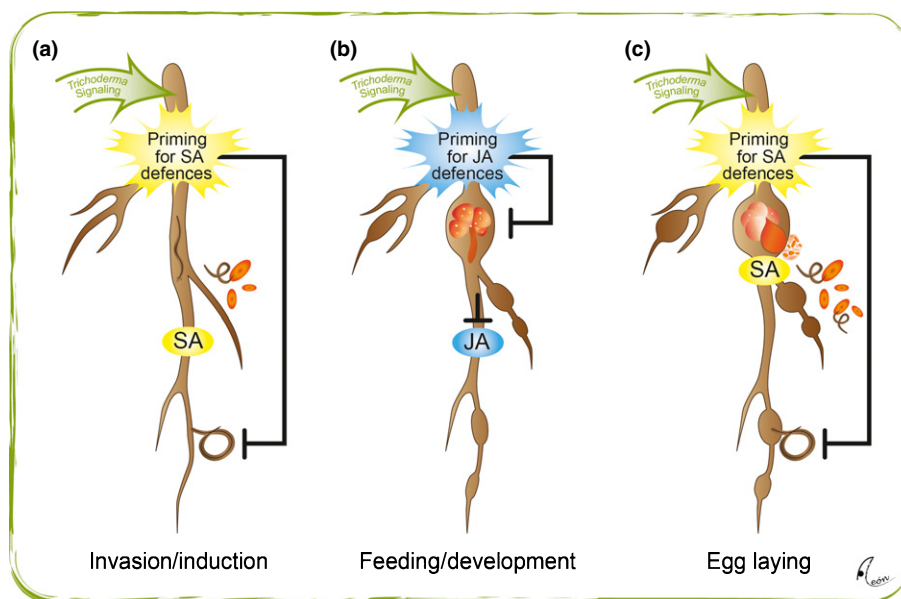 (a)
Trichoderma
Signaling
Priming
for SA
defences
SA
Invasion/induction
(b)
Trichoderma
Signaling
Priming
for JA
defences
JA
Feeding/development
(c)
Trichoderma
Signaling
Priming
for SA
defences
SA
Egg laying
león